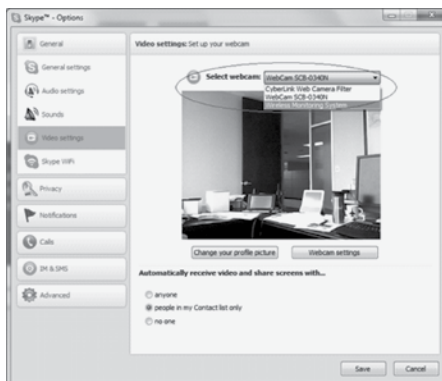 Skype™ - Options
General
General settings
Audio settings
Sounds
Video settings
Skype WiFi
Privacy
Notifications
Calls
IM & SMS
Advanced
Video settings: Set up your webcam
Select webcam: WebCam SCB-0340N
CyberLink Web Camera Filter
WebCam SCB-0340N
Wireless Monitoring System
Change your profile picture
Webcam settings
Automatically receive video and share screens with...
anyone
people in my Contact list only
no one
Save
Cancel